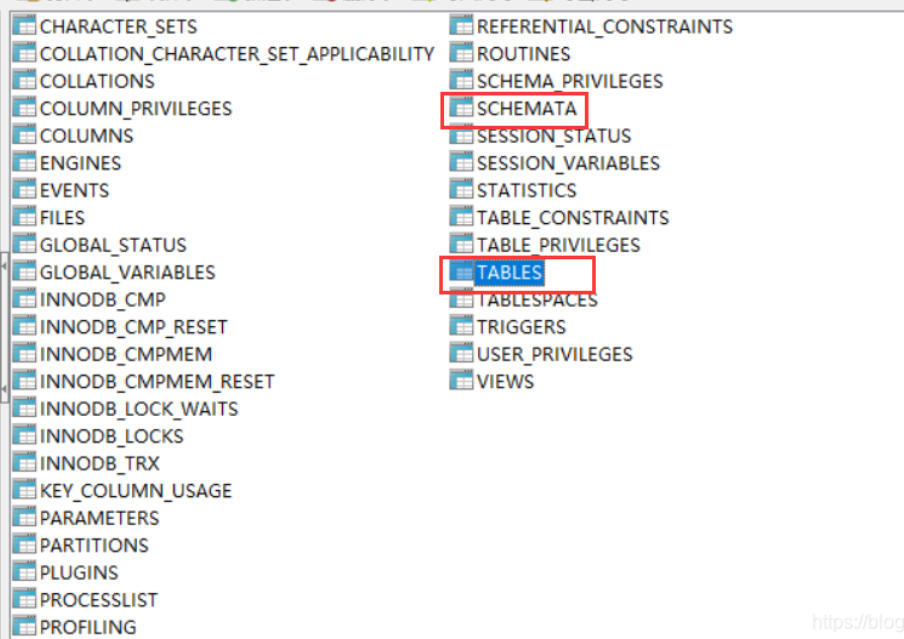 CHARACTER_SETS
COLLATION_CHARACTER_SET_APPLICABILITY
COLLATIONS
COLUMN_PRIVILEGES
COLUMNS
ENGINES
EVENTS
FILES
GLOBAL_STATUS
GLOBAL_VARIABLES
INNODB_CMP
INNODB_CMP_RESET
INNODB_CMPMEM
INNODB_CMPMEM_RESET
INNODB_LOCK_WAITS
INNODB_LOCKS
INNODB_TRX
KEY_COLUMN_USAGE
PARAMETERS
PARTITIONS
PLUGINS
PROCESSLIST
PROFILING
REFERENTIAL_CONSTRAINTS
ROUTINES
SCHEMA_PRIVILEGES
SCHEMATA
SESSION_STATUS
SESSION_VARIABLES
STATISTICS
TABLE_CONSTRAINTS
TABLE_PRIVILEGES
TABLES
TABLESPACES
TRIGGERS
USER_PRIVILEGES
VIEWS
https://blog